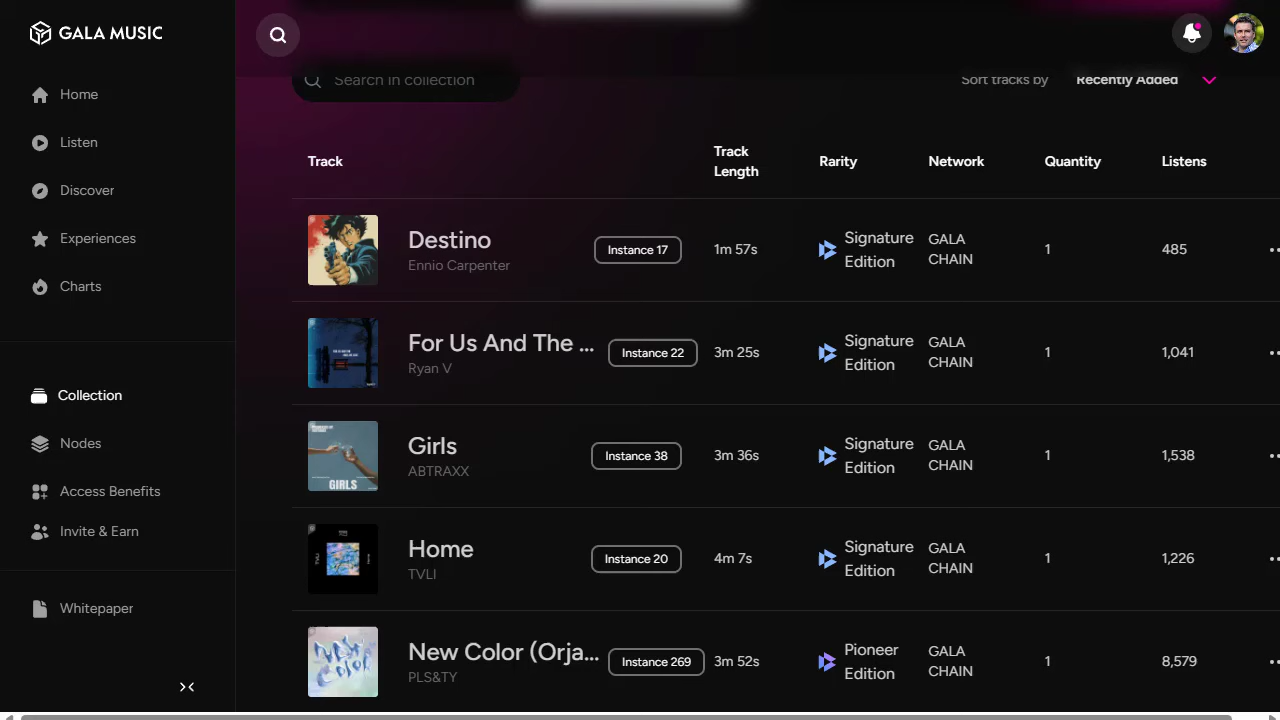 GALA MUSIC
Home
Listen
Discover
Experiences
Charts
Collection
Nodes
Access Benefits
Invite & Earn
Whitepaper
Search in collection
Sort tracks by
Recently Added
Track
Track
Length
Rarity
Network
Quantity
Listens
Destino
Ennio Carpenter
Instance 17
1m 57s
Signature
Edition
GALA
CHAIN
1
485
For Us And The ...
Ryan V
Instance 22
3m 25s
Signature
Edition
GALA
CHAIN
1
1,041
GIRLS
Girls
ABTRAXX
Instance 38
3m 36s
Signature
Edition
GALA
CHAIN
1
1,538
Home
TVLI
Instance 20
4m 7s
Signature
Edition
GALA
CHAIN
1
1,226
NEW
COLOR
New Color (Orja...
PLS&TY
Instance 269
3m 52s
Pioneer
Edition
GALA
CHAIN
1
8,579